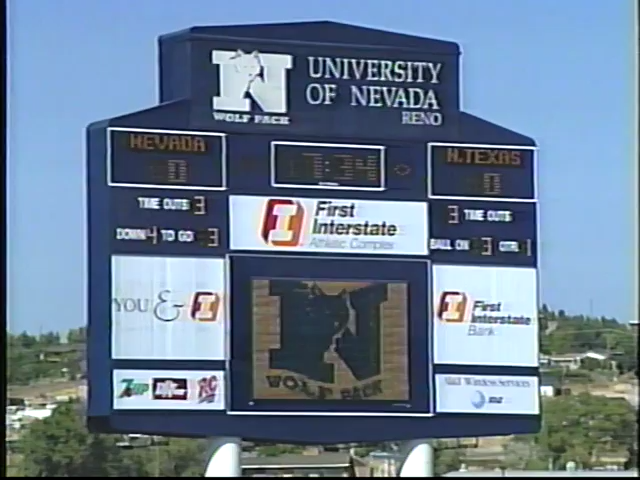 UNIVERSITY
OF NEVADA
RENO
N
WOLF PACK
NEVADA
0
N.TEXAS
0
TIME OUTS 3
DOWN 4 TO GO 3
3 TIME OUTS
BALL ON 3 QTR 1
First
Interstate
Athletic Complex
YOU &
First
Interstate
Bank
N
WOLF PACK
7UP
RC
AT&T Wireless Services
AT&T